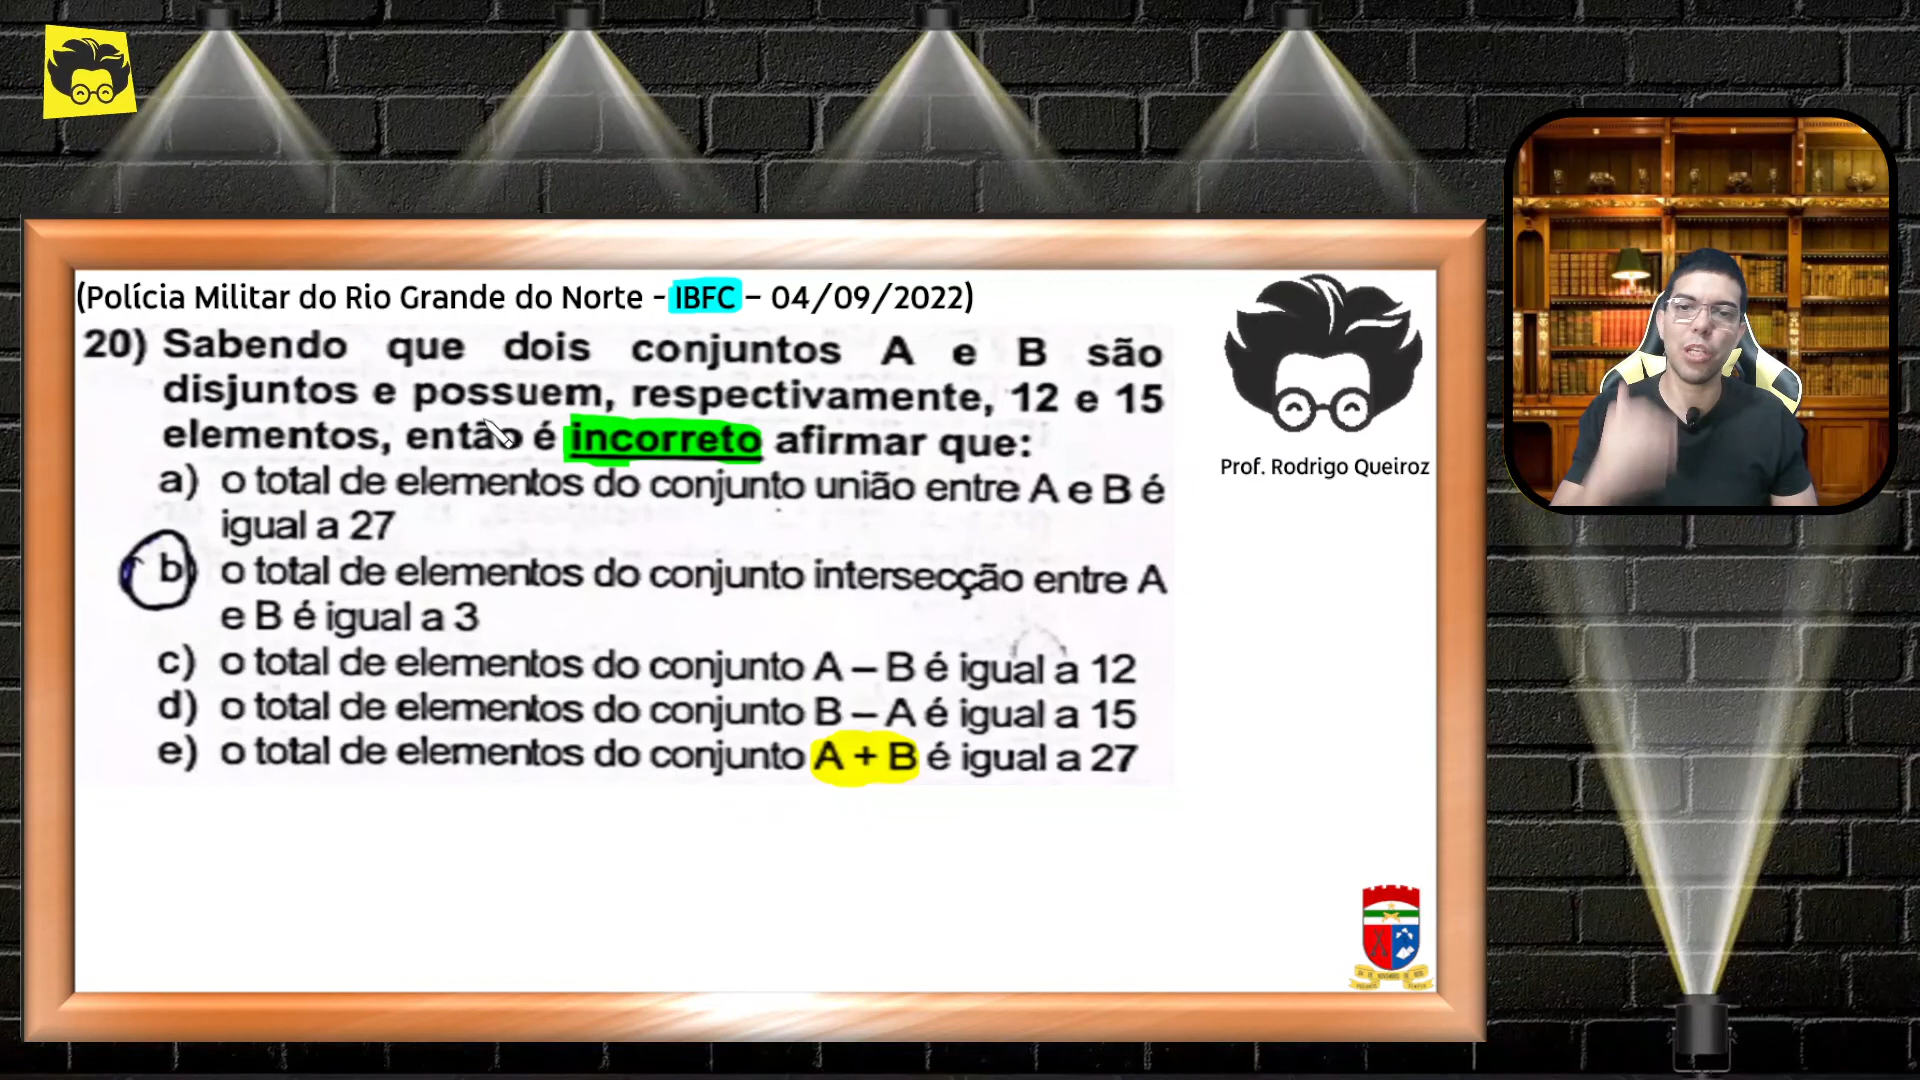 (Polícia Militar do Rio Grande do Norte - IBFC – 04/09/2022)
20) Sabendo que dois conjuntos A e B são
disjuntos e possuem, respectivamente, 12 e 15
elementos, então é incorreto afirmar que:
a) o total de elementos do conjunto união entre A e B é
igual a 27
b) o total de elementos do conjunto intersecção entre A
e B é igual a 3
c) o total de elementos do conjunto A – B é igual a 12
d) o total de elementos do conjunto B – A é igual a 15
e) o total de elementos do conjunto A + B é igual a 27
Prof. Rodrigo Queiroz